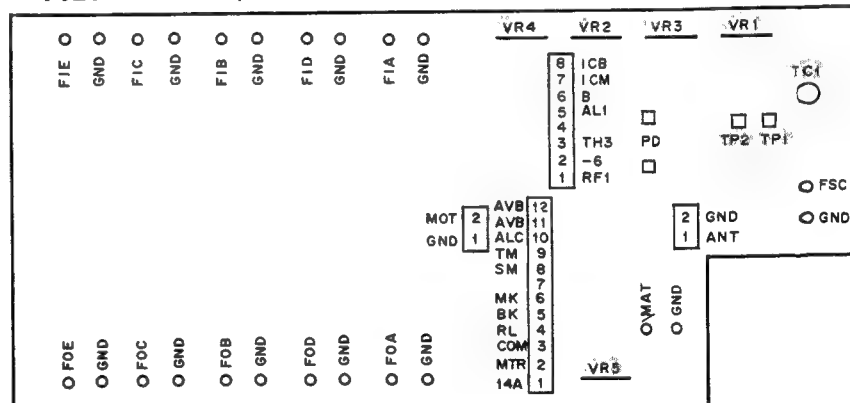 VR4 VR2 VR3 VR1
FIE GND FIC GND FIB GND FID GND FIA GND
8 ICB
7 ICM
6 B
5 AL1
4
3 TH3
2 -6
1 RF1
PD
TC1
TP2 TP1
FSC
GND
MOT 2
GND 1
AVB 12
AVB 11
ALC 10
TM 9
SM 8
7
MK 6
BK 5
RL 4
COM 3
MTR 2
14A 1
2 GND
1 ANT
MAT GND
FOE GND FOC GND FOB GND FOD GND FOA GND
VR5